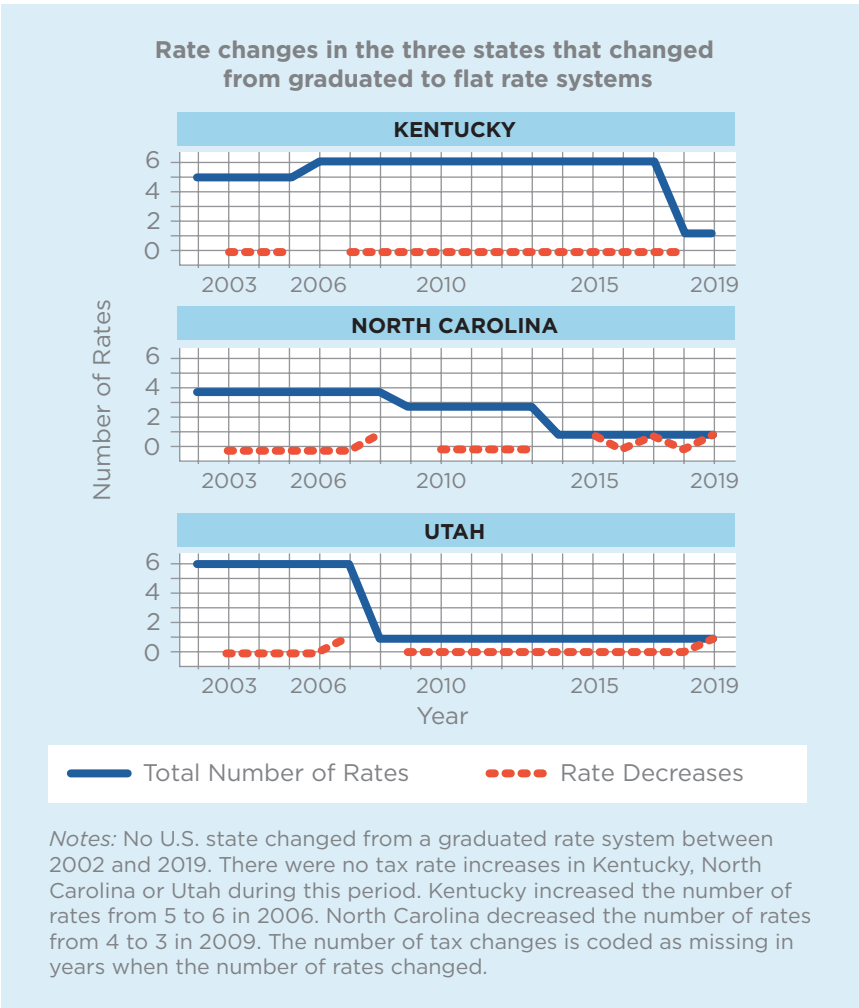 Rate changes in the three states that changed
from graduated to flat rate systems
KENTUCKY
6
4
2
0
2003 2006 2010 2015 2019
NORTH CAROLINA
6
4
2
0
2003 2006 2010 2015 2019
UTAH
6
4
2
0
2003 2006 2010 2015 2019
Number of Rates
Year
Total Number of Rates Rate Decreases
Notes: No U.S. state changed from a graduated rate system between
2002 and 2019. There were no tax rate increases in Kentucky, North
Carolina or Utah during this period. Kentucky increased the number of
rates from 5 to 6 in 2006. North Carolina decreased the number of rates
from 4 to 3 in 2009. The number of tax changes is coded as missing in
years when the number of rates changed.